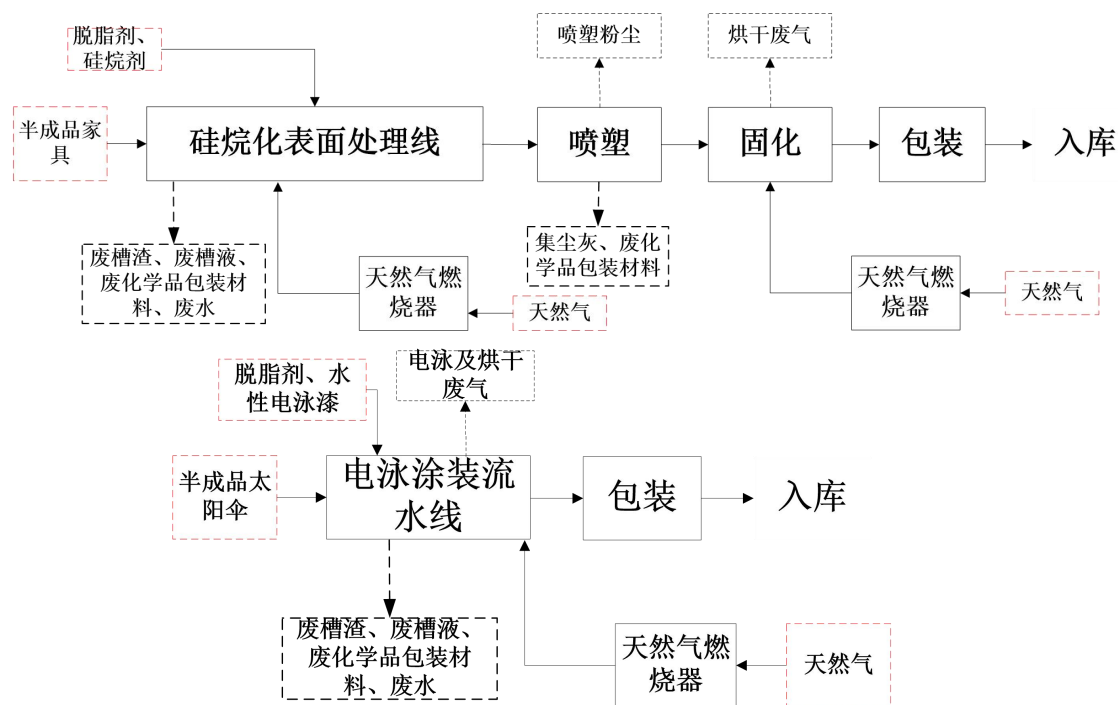 脱脂剂、
硅烷剂
喷塑粉尘
烘干废气
半成品家
具
硅烷化表面处理线
喷塑
固化
包装
入库
废槽渣、废槽液、
废化学品包装材
料、废水
集尘灰、废化
学品包装材料
天然气燃
烧器
天然气
天然气燃
烧器
天然气
脱脂剂、水
性电泳漆
电泳及烘干
废气
半成品太
阳伞
电泳涂装流
水线
包装
入库
废槽渣、废槽液、
废化学品包装材
料、废水
天然气燃
烧器
天然气